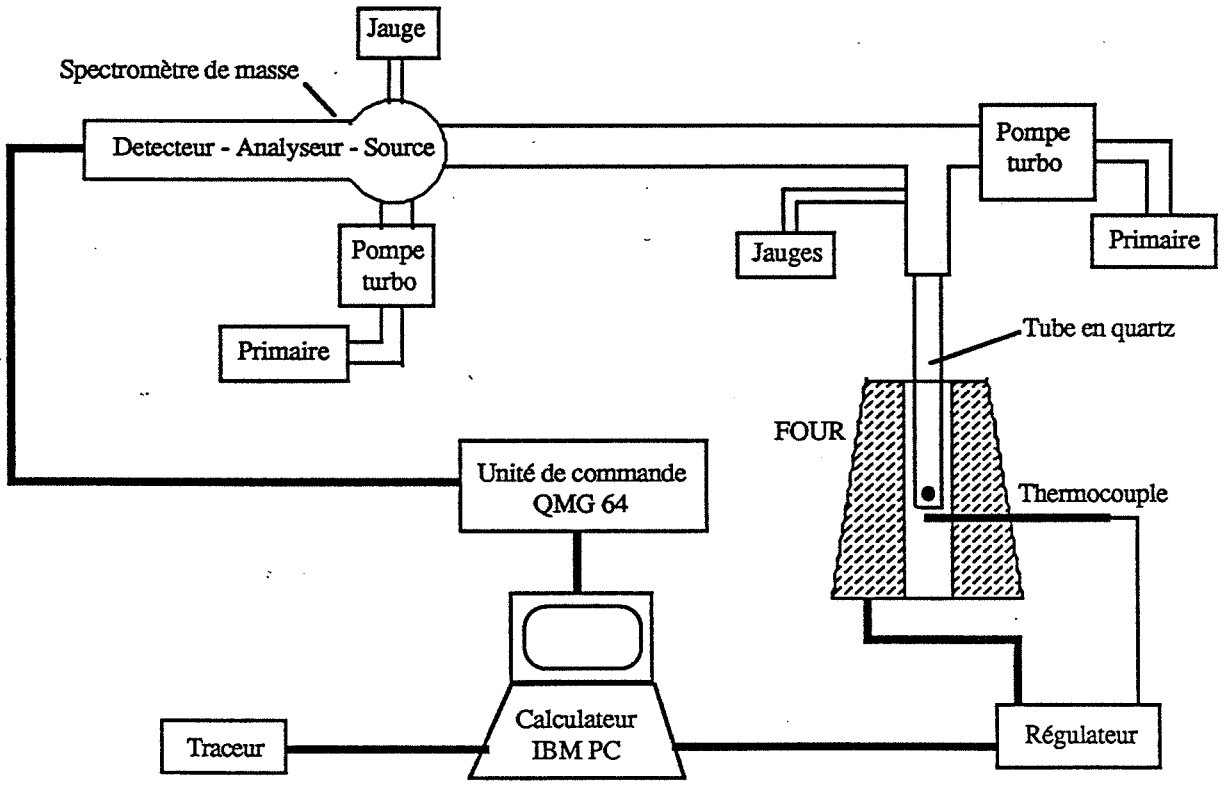 Jauge
Spectromètre de masse
Detecteur - Analyseur - Source
Pompe
turbo
Primaire
Jauges
Pompe
turbo
Primaire
Tube en quartz
FOUR
Thermocouple
Unité de commande
QMG 64
Calculateur
IBM PC
Traceur
Régulateur